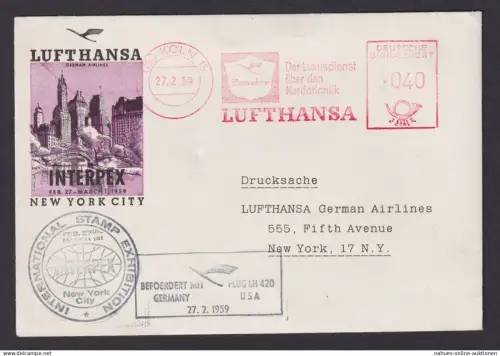 LUFTHANSA
GERMAN AIRLINES
INTERPEX
FEB. 27 - MARCH 1, 1959
NEW YORK CITY
KÖLN
27.2.59
Der Luxusdienst
über den
Nordatlantik
LUFTHANSA
DEUTSCHE
BUNDESPOST
040
Drucksache
LUFTHANSA German Airlines
555, Fifth Avenue
New York, 17 N.Y.
INTERNATIONAL STAMP EXHIBITION
INTERPEX
New York
City
BEFOERDERT MIT FLUG LH 420
GERMANY USA
27. 2. 1959